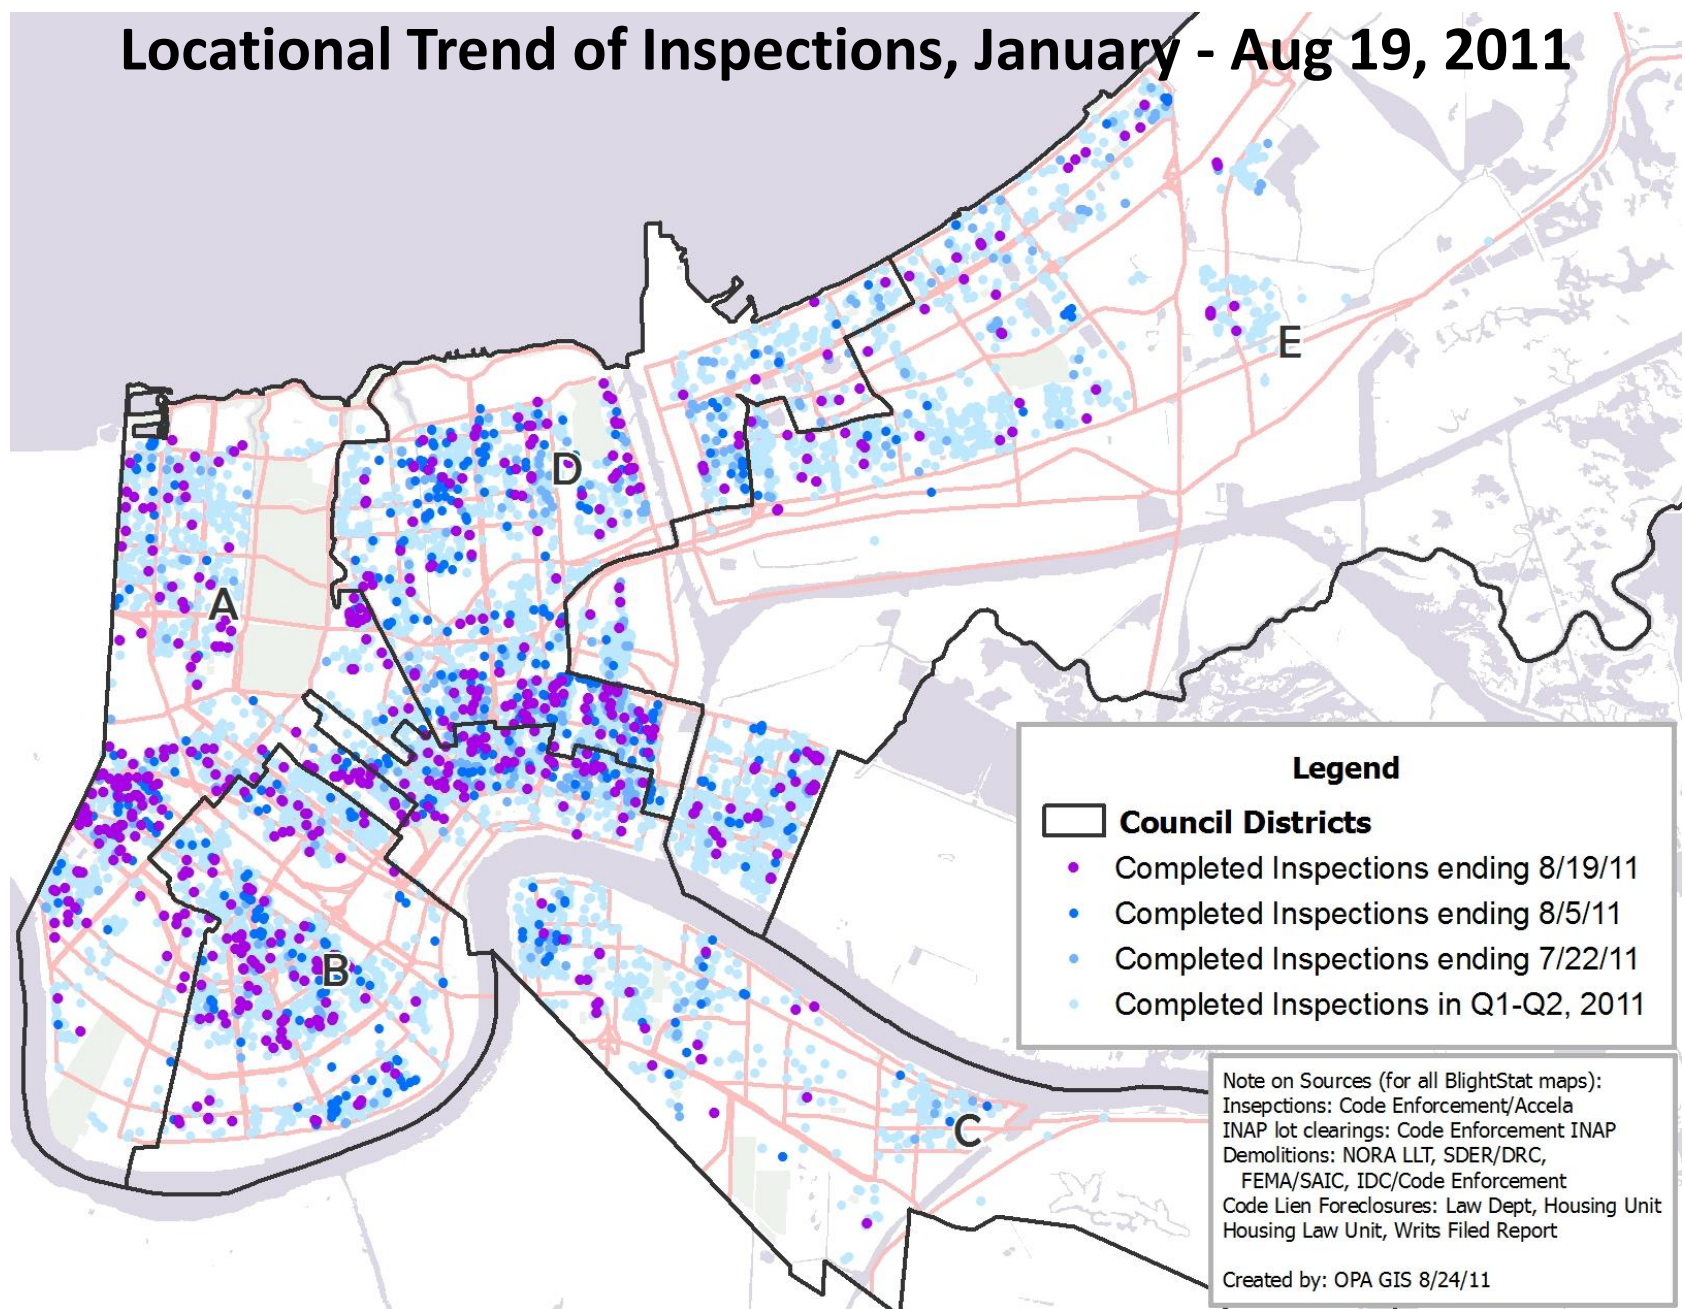 Locational Trend of Inspections, January - Aug 19, 2011
A
B
C
D
E
Legend
Council Districts
Completed Inspections ending 8/19/11
Completed Inspections ending 8/5/11
Completed Inspections ending 7/22/11
Completed Inspections in Q1-Q2, 2011
Note on Sources (for all BlightStat maps):
Insepctions: Code Enforcement/Accela
INAP lot clearings: Code Enforcement INAP
Demolitions: NORA LLT, SDER/DRC,
FEMA/SAIC, IDC/Code Enforcement
Code Lien Foreclosures: Law Dept, Housing Unit
Housing Law Unit, Writs Filed Report
Created by: OPA GIS 8/24/11